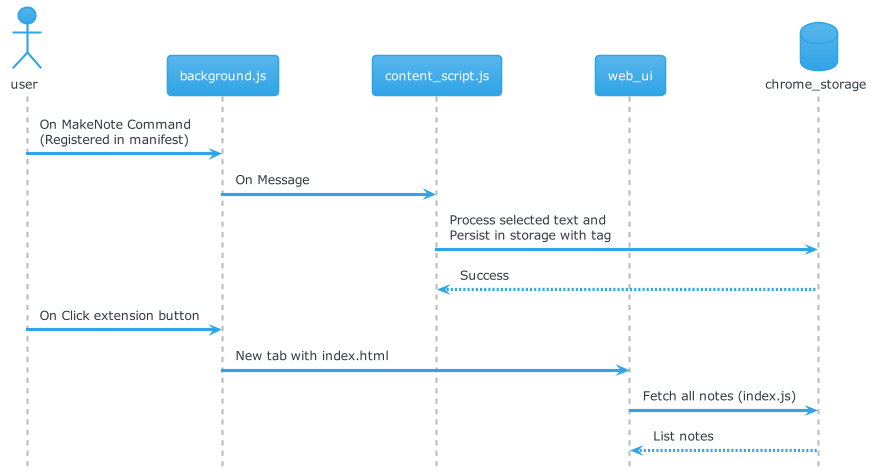 user
background.js
content_script.js
web_ui
chrome_storage
On MakeNote Command
(Registered in manifest)
On Message
Process selected text and
Persist in storage with tag
Success
On Click extension button
New tab with index.html
Fetch all notes (index.js)
List notes